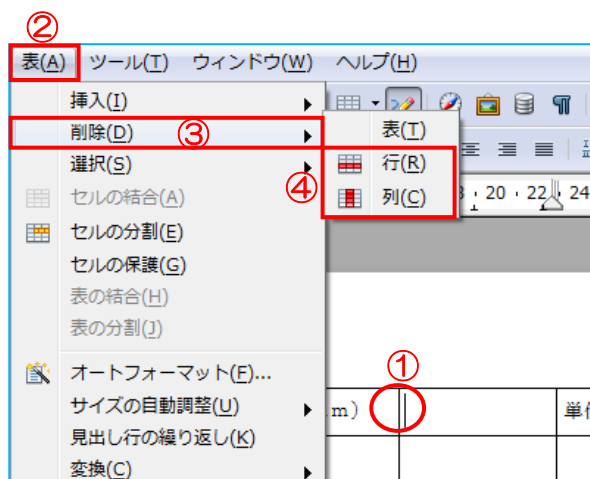 ②
表(A) ツール(T) ウィンドウ(W) ヘルプ(H)
挿入(I)
削除(D) ③
表(T)
選択(S)
④
行(R)
セルの結合(A)
列(C)
20 22 24
セルの分割(E)
セルの保護(G)
表の結合(H)
表の分割(J)
①
オートフォーマット(F)...
サイズの自動調整(U)
m)
見出し行の繰り返し(K)
変換(C)